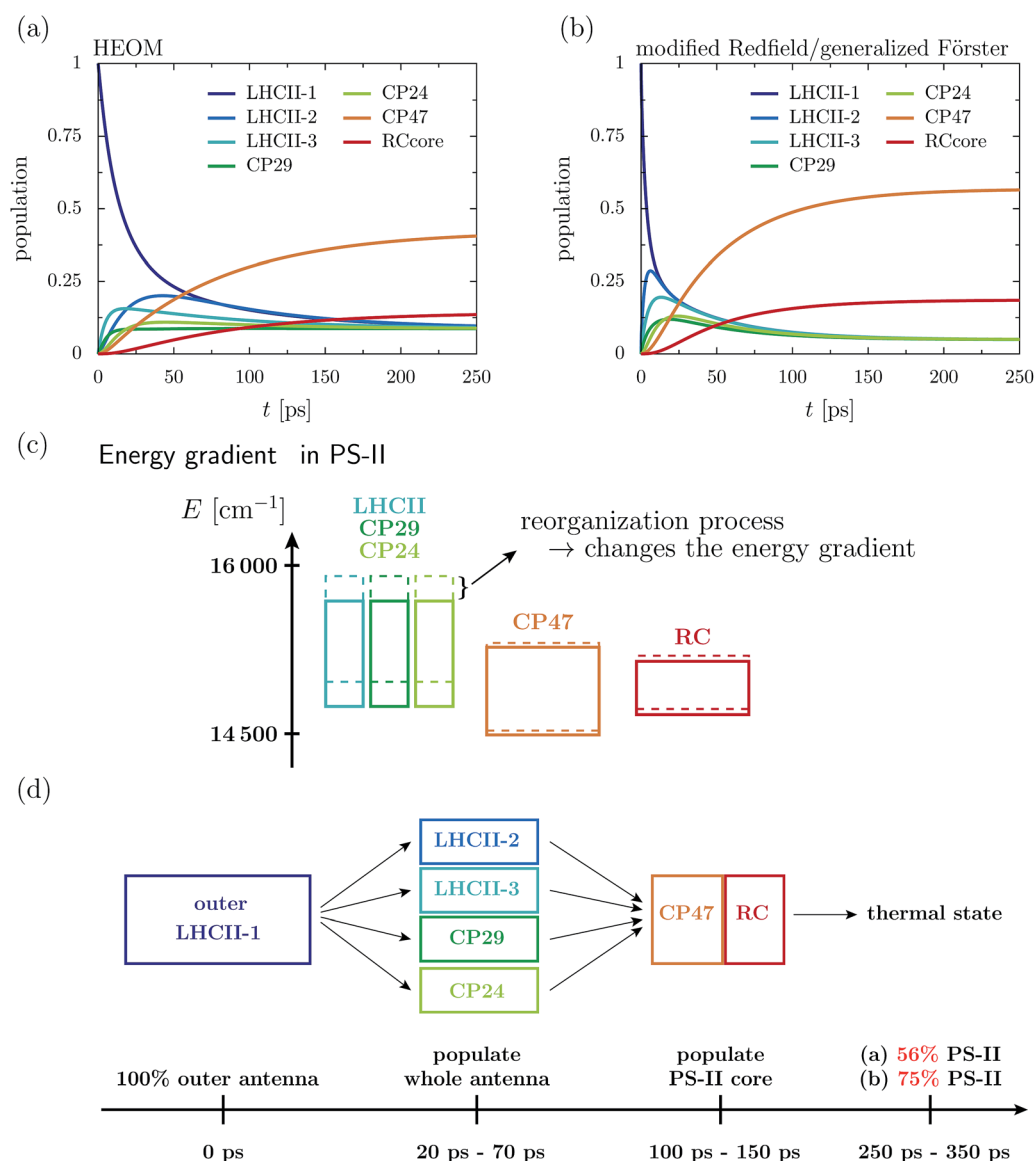 (a)
HEOM
1
0.75
0.5
0.25
0
population
LHCII-1
LHCII-2
LHCII-3
CP29
CP24
CP47
RCcore
0
50
100
150
200
250
t [ps]
(b)
modified Redfield/generalized Förster
1
0.75
0.5
0.25
0
population
LHCII-1
LHCII-2
LHCII-3
CP29
CP24
CP47
RCcore
0
50
100
150
200
250
t [ps]
(c)
Energy gradient in PS-II
E [cm⁻¹]
16 000
14 500
LHCII
CP29
CP24
}
reorganization process
→ changes the energy gradient
CP47
RC
(d)
outer
LHCII-1
LHCII-2
LHCII-3
CP29
CP24
CP47
RC
thermal state
100% outer antenna
populate
whole antenna
populate
PS-II core
(a) 56% PS-II
(b) 75% PS-II
0 ps
20 ps - 70 ps
100 ps - 150 ps
250 ps - 350 ps